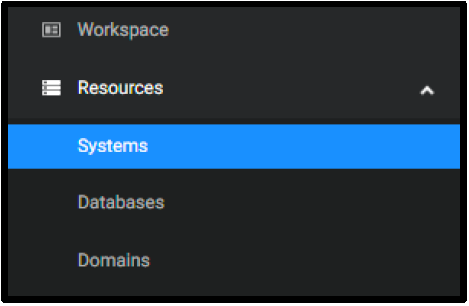 Workspace
Resources
Systems
Databases
Domains